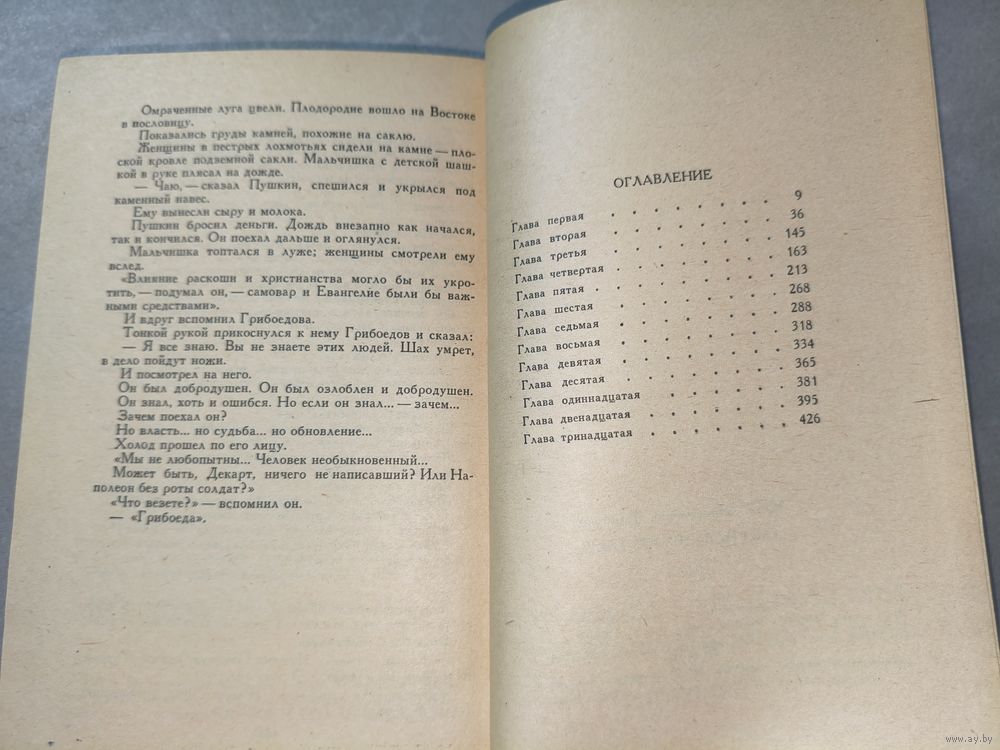 Омраченные луга цвели. Плодородие вошло на Востоке
в пословицу.
Показались груды камней, похожие на саклю.
Женщины в пестрых лохмотьях сидели на камне — пло-
ской кровле подземной сакли. Мальчишка с детской шаш-
кой в руке плясал на дожде.
— Чаю, — сказал Пушкин, спешился и укрылся под
каменный навес.
Ему вынесли сыру и молока.
Пушкин бросил деньги. Дождь внезапно как начался,
так и кончился. Он поехал дальше и оглянулся.
Мальчишка топтался в луже; женщины смотрели ему
вслед.
«Влияние раскоши и христианства могло бы их укро-
тить, — подумал он, — самовар и Евангелие были бы важ-
ными средствами».
И вдруг вспомнил Грибоедова.
Тонкой рукой прикоснулся к нему Грибоедов и сказал:
— Я все знаю. Вы не знаете этих людей. Шах умрет,
в дело пойдут ножи.
И посмотрел на него.
Он был добродушен. Он был озлоблен и добродушен.
Он знал, хоть и ошибся. Но если он знал... — зачем...
Зачем поехал он?
Но власть... но судьба... но обновление...
Холод прошел по его лицу.
«Мы не любопытны... Человек необыкновенный...
Может быть, Декарт, ничего не написавший? Или На-
полеон без роты солдат?»
«Что везете?» — вспомнил он.
— «Грибоеда».
ОГЛАВЛЕНИЕ
Глава первая . . . . . . . 9
Глава вторая . . . . . . . 36
Глава третья . . . . . . . 145
Глава четвертая . . . . . . . 163
Глава пятая . . . . . . . 213
Глава шестая . . . . . . . 268
Глава седьмая . . . . . . . 288
Глава восьмая . . . . . . . 318
Глава девятая . . . . . . . 334
Глава десятая . . . . . . . 365
Глава одиннадцатая . . . . . . 381
Глава двенадцатая . . . . . . 395
Глава тринадцатая . . . . . . 426
www.ay.by